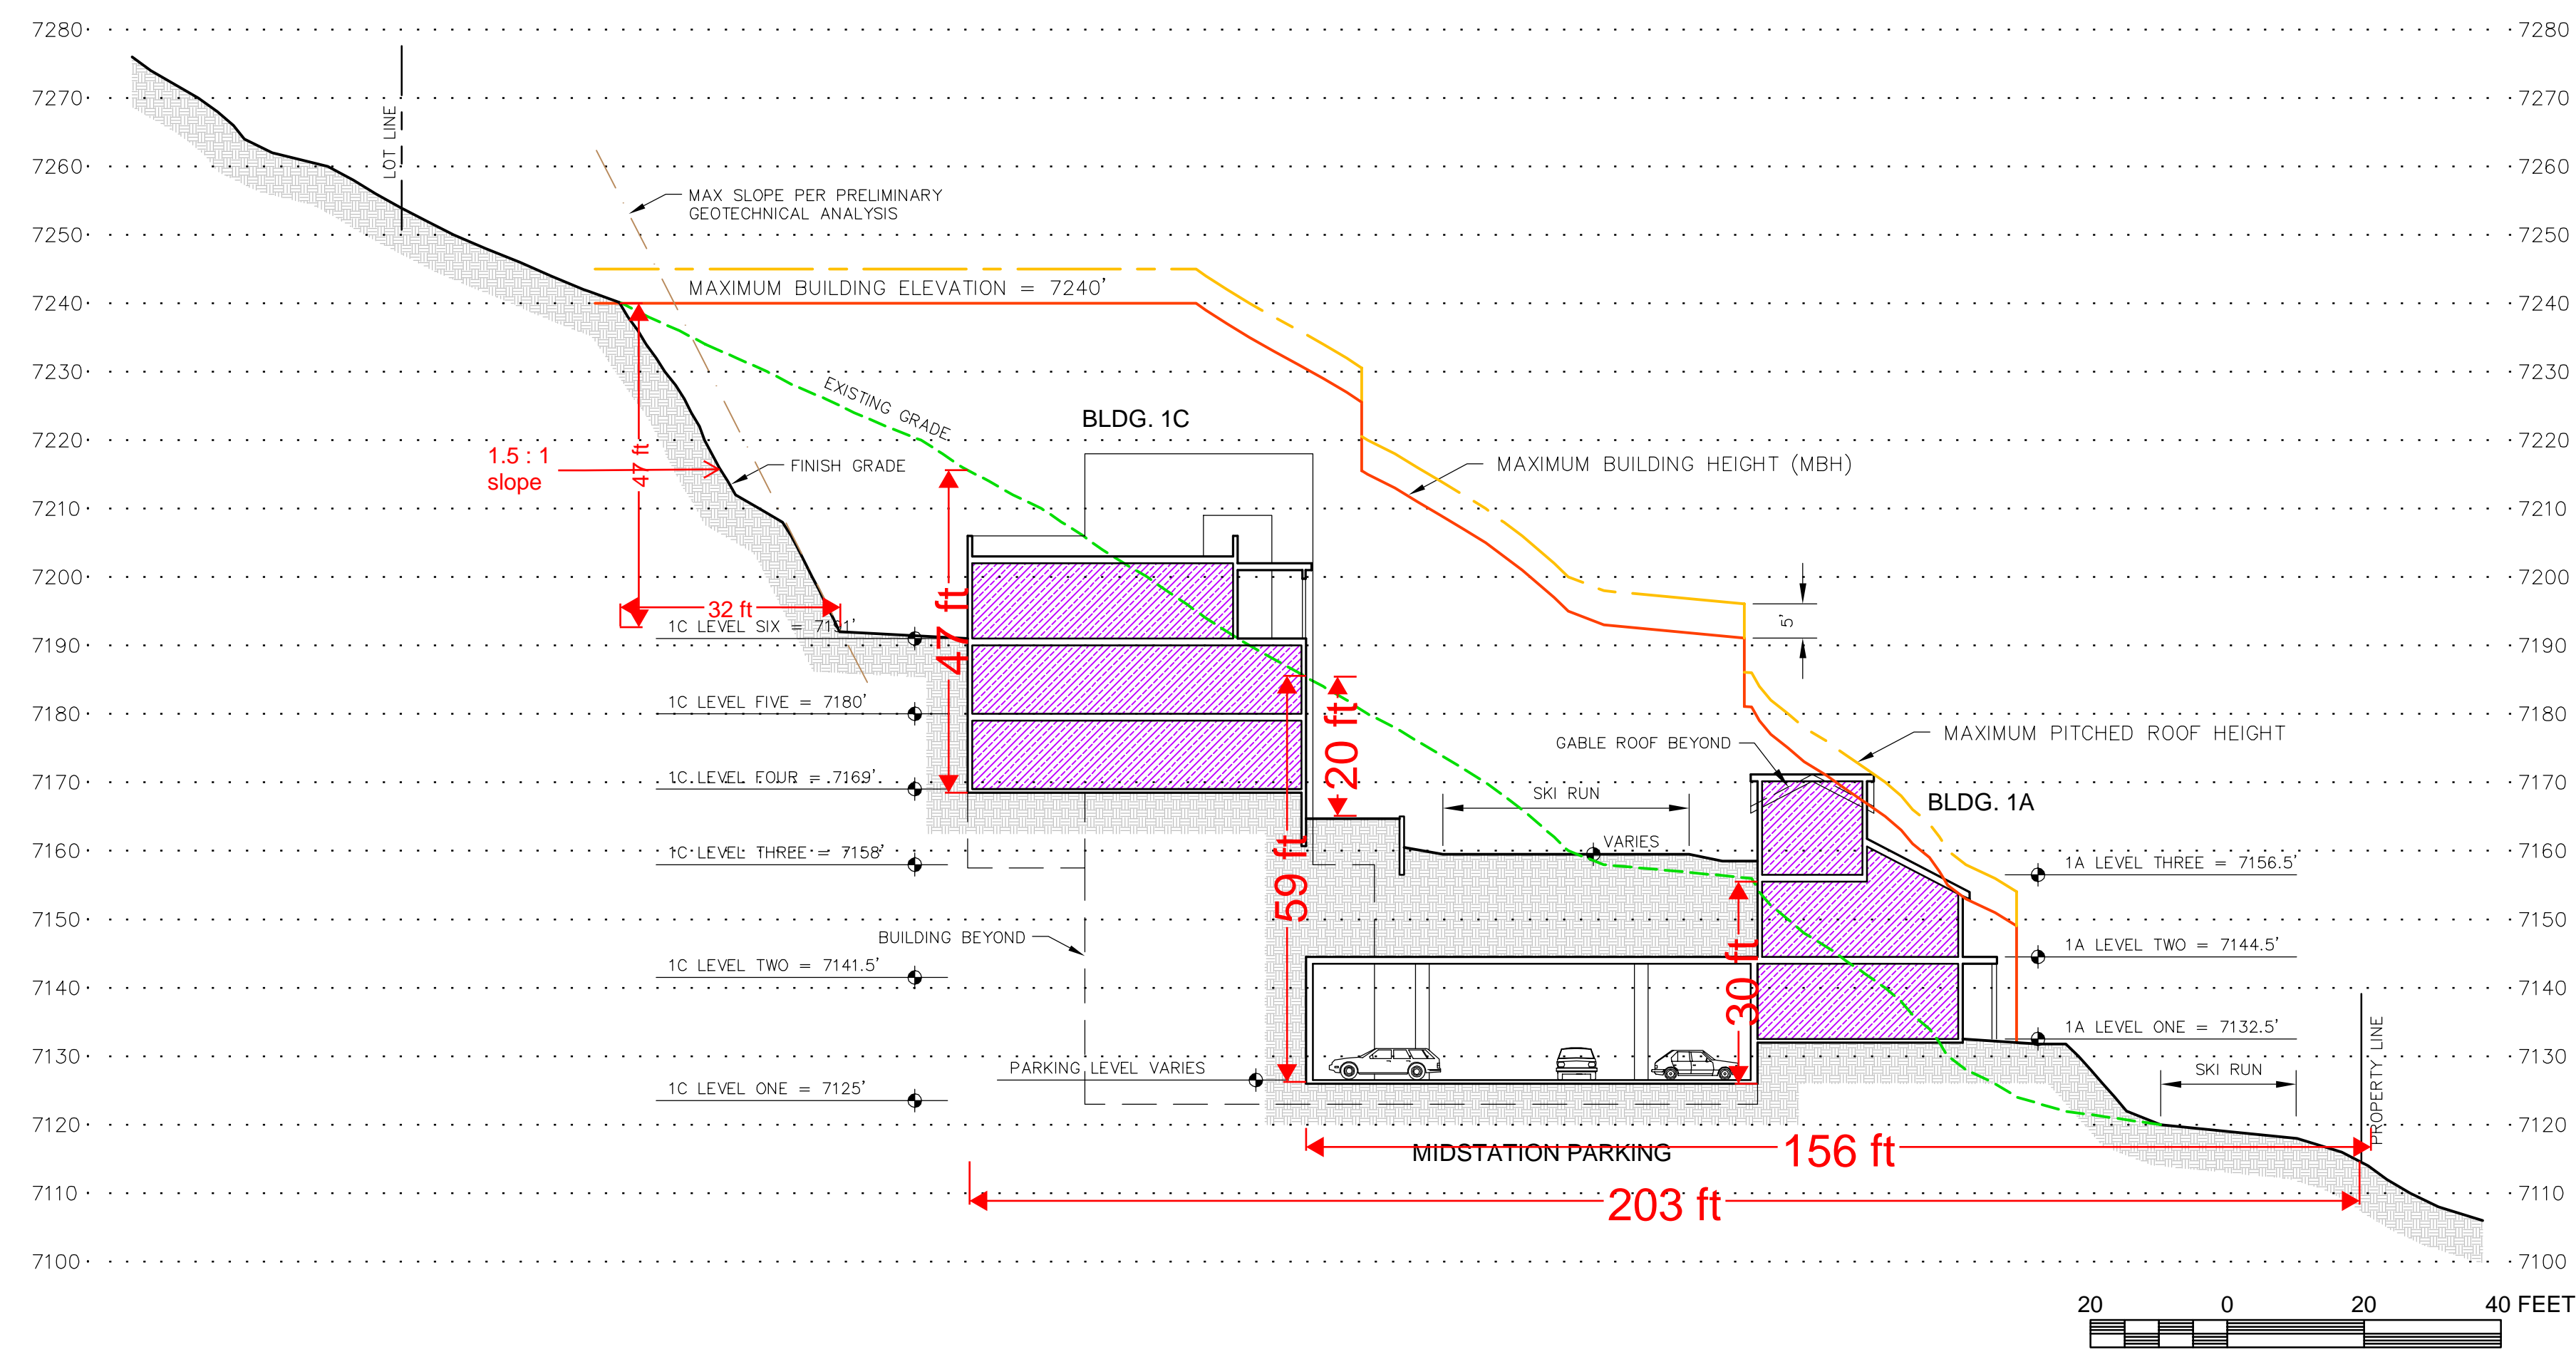 7280 7280
7270 7270
LOT LINE
7260 7260
MAX SLOPE PER PRELIMINARY
GEOTECHNICAL ANALYSIS
7250 7250
MAXIMUM BUILDING ELEVATION = 7240'
7240 7240
7230 7230
EXISTING GRADE
BLDG. 1C
7220 7220
1.5 : 1
slope
47 ft
FINISH GRADE
MAXIMUM BUILDING HEIGHT (MBH)
7210 7210
7200 7200
32 ft
47 ft
5'
1C LEVEL SIX = 7191'
7190 7190
1C LEVEL FIVE = 7180'
7180 7180
20 ft
GABLE ROOF BEYOND
MAXIMUM PITCHED ROOF HEIGHT
1C LEVEL FOUR = 7169'
7170 7170
SKI RUN
BLDG. 1A
VARIES
1C LEVEL THREE = 7158'
7160 7160
1A LEVEL THREE = 7156.5'
59 ft
7150 7150
BUILDING BEYOND
1A LEVEL TWO = 7144.5'
1C LEVEL TWO = 7141.5'
7140 7140
30 ft
1A LEVEL ONE = 7132.5'
7130 7130
PARKING LEVEL VARIES
SKI RUN
PROPERTY LINE
1C LEVEL ONE = 7125'
7120 7120
MIDSTATION PARKING
156 ft
7110 7110
203 ft
7100 7100
20 0 20 40 FEET